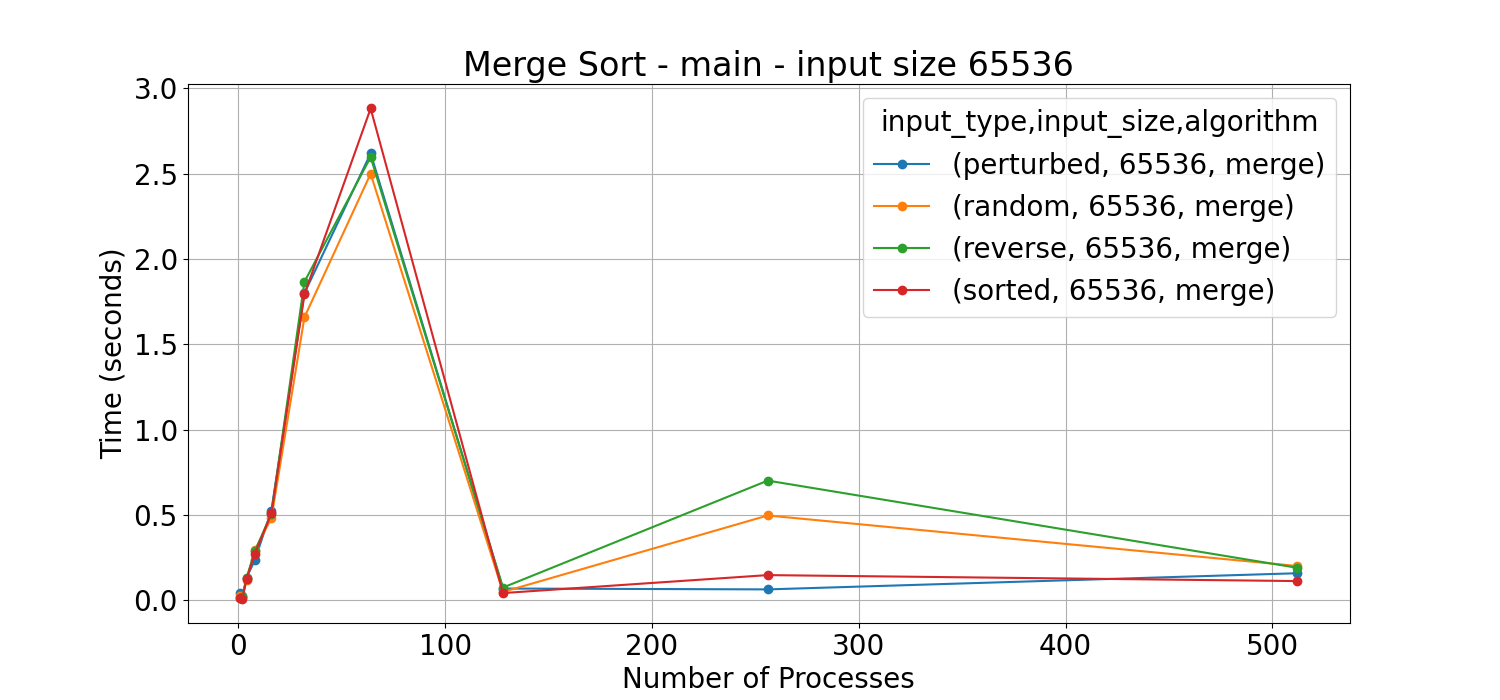 Merge Sort - main - input size 65536
3.0
2.5
2.0
1.5
1.0
0.5
0.0
Time (seconds)
input_type,input_size,algorithm
(perturbed, 65536, merge)
(random, 65536, merge)
(reverse, 65536, merge)
(sorted, 65536, merge)
0 100 200 300 400 500
Number of Processes